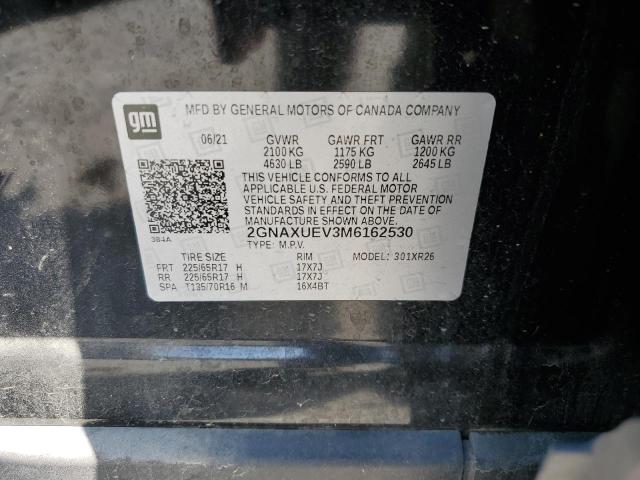 gm
MFD BY GENERAL MOTORS OF CANADA COMPANY
06/21 GVWR GAWR FRT GAWR RR
2100 KG 1175 KG 1200 KG
4630 LB 2590 LB 2645 LB
THIS VEHICLE CONFORMS TO ALL
APPLICABLE U.S. FEDERAL MOTOR
VEHICLE SAFETY AND THEFT PREVENTION
STANDARDS IN EFFECT ON THE DATE OF
MANUFACTURE SHOWN ABOVE.
384A 2GNAXUEV3M6162530
TYPE: M.P.V.
TIRE SIZE RIM MODEL: 301XR26
FRT 225/65R17 H 17X7J
RR 225/65R17 H 17X7J
SPA T135/70R16 M 16X4BT